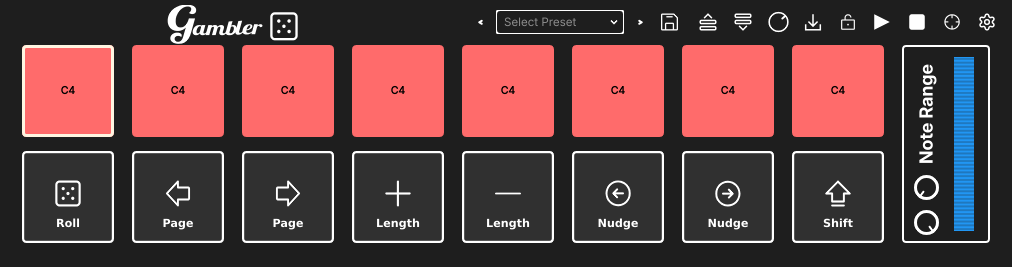 Gambler
Select Preset
C4 C4 C4 C4 C4 C4 C4 C4
Note Range
Roll Page Page Length Length Nudge Nudge Shift